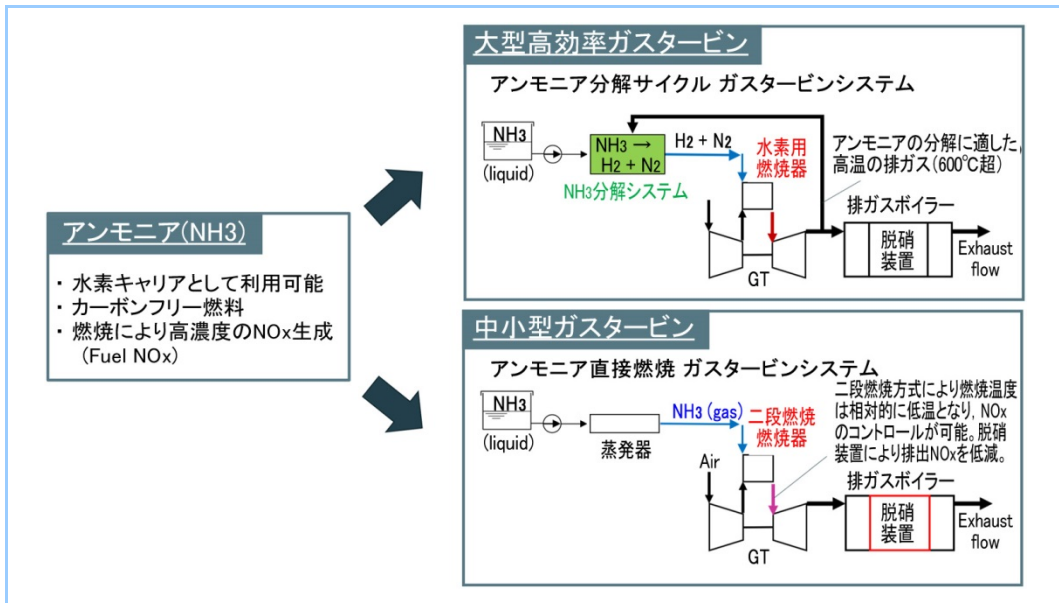 アンモニア(NH3)
・ 水素キャリアとして利用可能
・ カーボンフリー燃料
・ 燃焼により高濃度のNOx生成
(Fuel NOx)
大型高効率ガスタービン
アンモニア分解サイクル ガスタービンシステム
NH3
(liquid)
NH3 →
H2 + N2
NH3分解システム
H2 + N2
水素用
燃焼器
GT
アンモニアの分解に適した,
高温の排ガス(600℃超)
排ガスボイラー
脱硝
装置
Exhaust
flow
中小型ガスタービン
アンモニア直接燃焼 ガスタービンシステム
NH3
(liquid)
蒸発器
NH3 (gas)
二段燃焼
燃焼器
Air
GT
二段燃焼方式により燃焼温度
は相対的に低温となり, NOx
のコントロールが可能。脱硝
装置により排出NOxを低減。
排ガスボイラー
脱硝
装置
Exhaust
flow